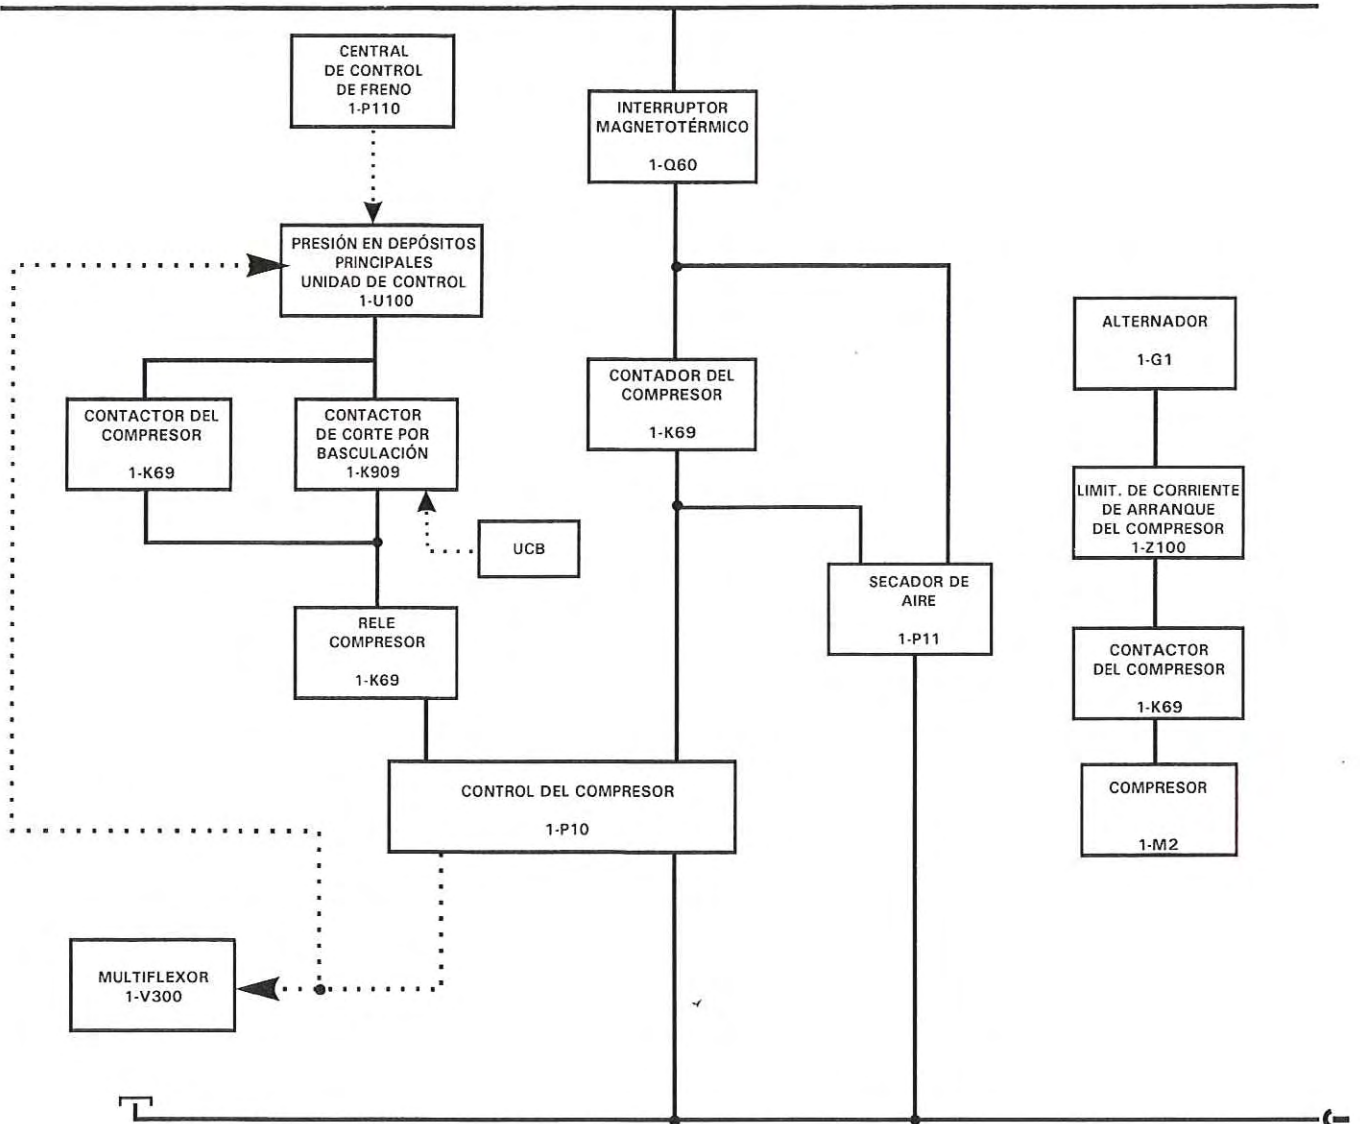 CENTRAL
DE CONTROL
DE FRENO
1-P110
INTERRUPTOR
MAGNETOTÉRMICO
1-Q60
PRESIÓN EN DEPÓSITOS
PRINCIPALES
UNIDAD DE CONTROL
1-U100
ALTERNADOR
1-G1
CONTADOR DEL
COMPRESOR
1-K69
CONTACTOR DEL
COMPRESOR
1-K69
CONTACTOR
DE CORTE POR
BASCULACIÓN
1-K909
LIMIT. DE CORRIENTE
DE ARRANQUE
DEL COMPRESOR
1-Z100
UCB
SECADOR DE
AIRE
1-P11
RELE
COMPRESOR
1-K69
CONTACTOR
DEL COMPRESOR
1-K69
CONTROL DEL COMPRESOR
1-P10
COMPRESOR
1-M2
MULTIFLEXOR
1-V300